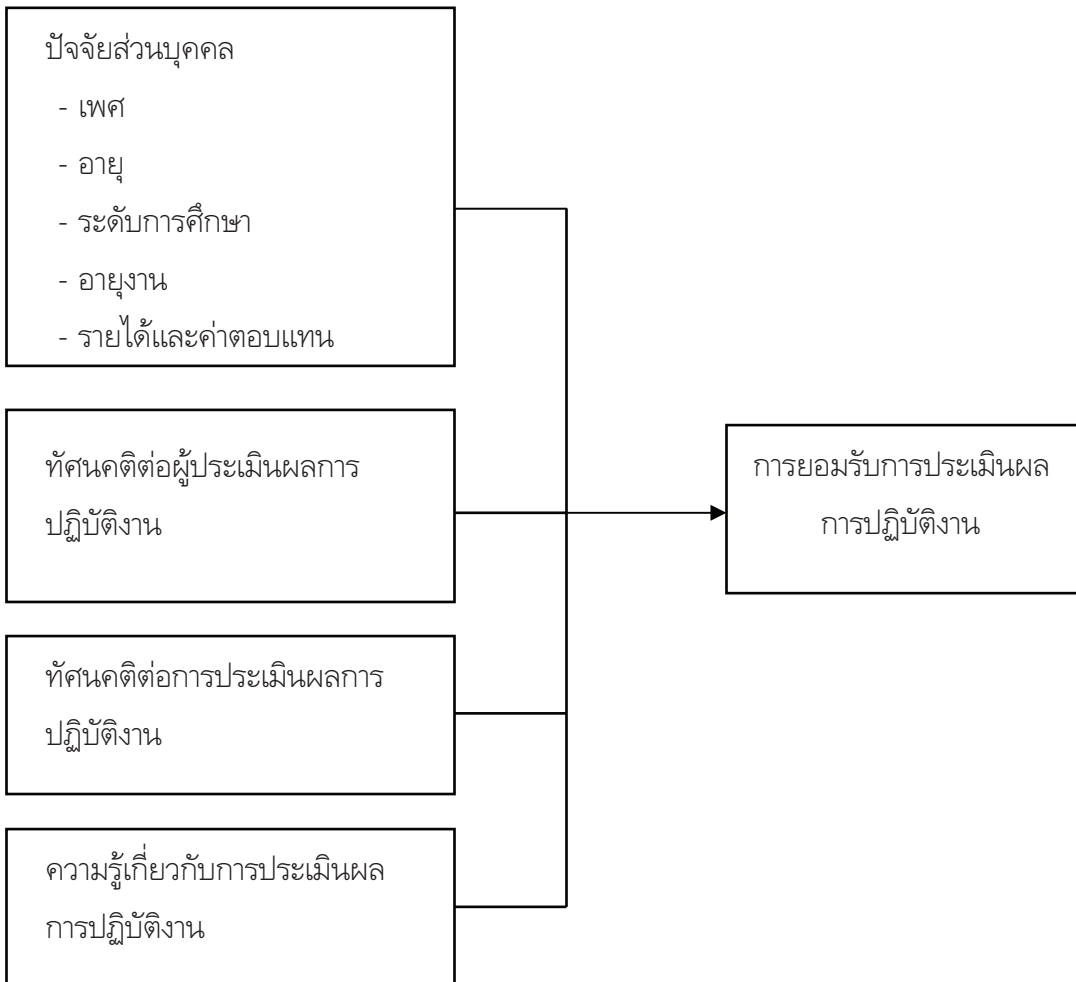 ปัจจัยส่วนบุคคล
- เพศ
- อายุ
- ระดับการศึกษา
- อายุงาน
- รายได้และค่าตอบแทน
ทัศนคติต่อผู้ประเมินผลการ
ปฏิบัติงาน
ทัศนคติต่อการประเมินผลการ
ปฏิบัติงาน
ความรู้เกี่ยวกับการประเมินผล
การปฏิบัติงาน
การยอมรับการประเมินผล
การปฏิบัติงาน